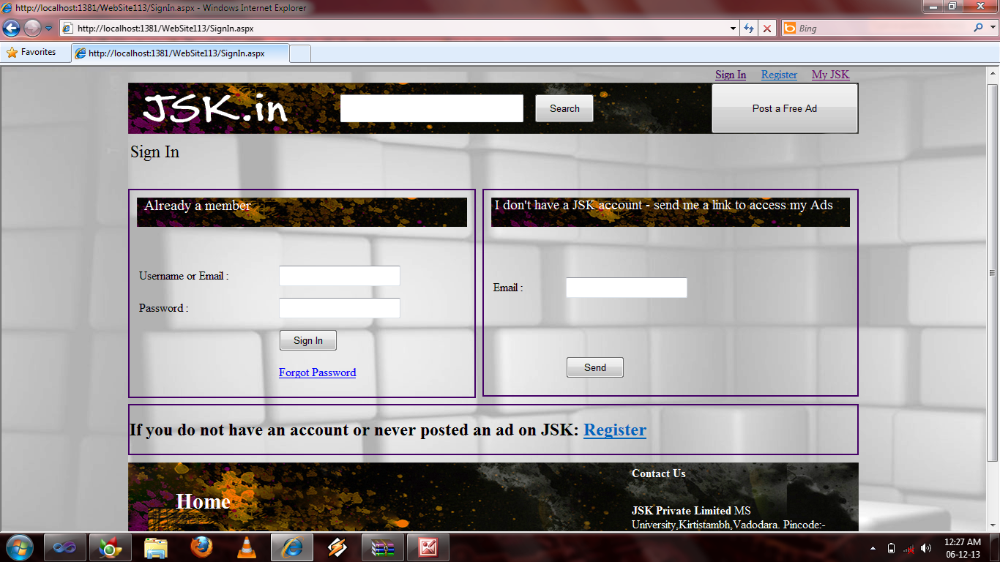 http://localhost:1381/WebSite113/SignIn.aspx - Windows Internet Explorer
http://localhost:1381/WebSite113/SignIn.aspx
Bing
Favorites
http://localhost:1381/WebSite113/SignIn.aspx
Sign In Register My JSK
JSK.in
Search
Post a Free Ad
Sign In
Already a member
Username or Email :
Password :
Sign In
Forgot Password
I don't have a JSK account - send me a link to access my Ads
Email :
Send
If you do not have an account or never posted an ad on JSK: Register
Home
Contact Us
JSK Private Limited MS
University,Kirtistambh,Vadodara. Pincode:-
12:27 AM
06-12-13